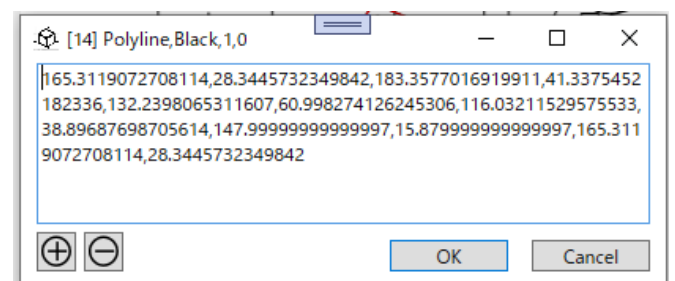 [14] Polyline,Black,1,0
165.3119072708114,28.3445732349842,183.3577016919911,41.3375452
182336,132.2398065311607,60.998274126245306,116.03211529575533,
38.89687698705614,147.99999999999997,15.879999999999997,165.311
9072708114,28.3445732349842
OK Cancel